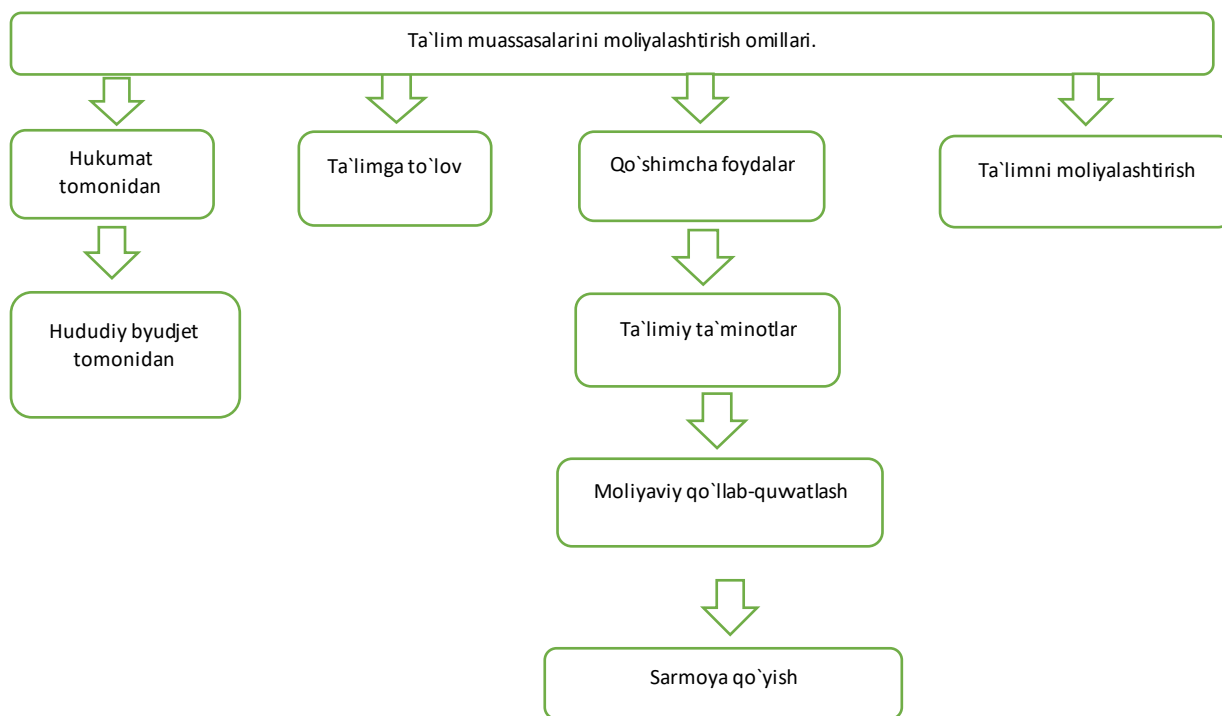 Ta`lim muassasalarini moliyalashtirish omillari.
Hukumat
tomonidan
Ta`limga to`lov
Qo`shimcha foydalar
Ta`limni moliyalashtirish
Hududiy byudjet
tomonidan
Ta`limiy ta`minotlar
Moliyaviy qo`llab-quvvatlash
Sarmoya qo`yish